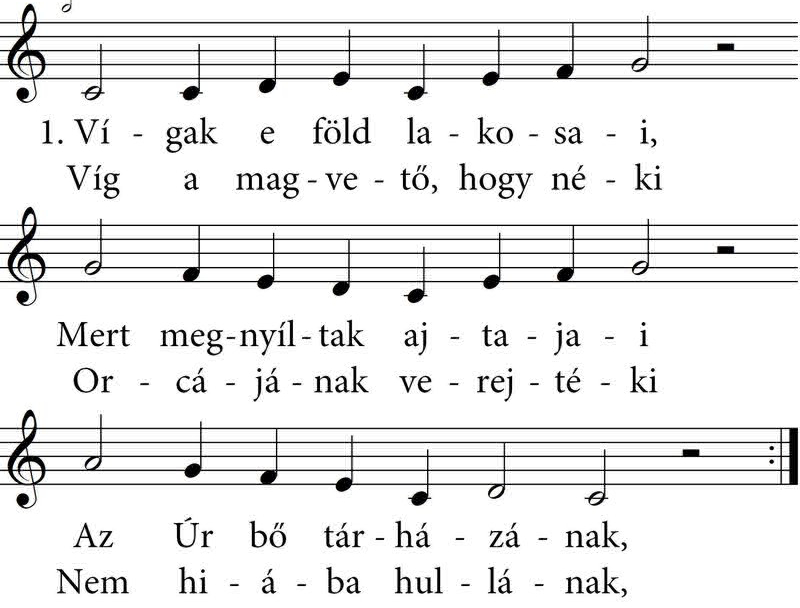 1. Ví - gak e föld la - ko - sa - i,
Víg a mag - ve - tő, hogy né - ki
Mert meg - nyíl - tak aj - ta - ja - i
Or - cá - já - nak ve - rej - té - ki
Az Úr bő tár - há - zá - nak,
Nem hi - á - ba hul - lá - nak,